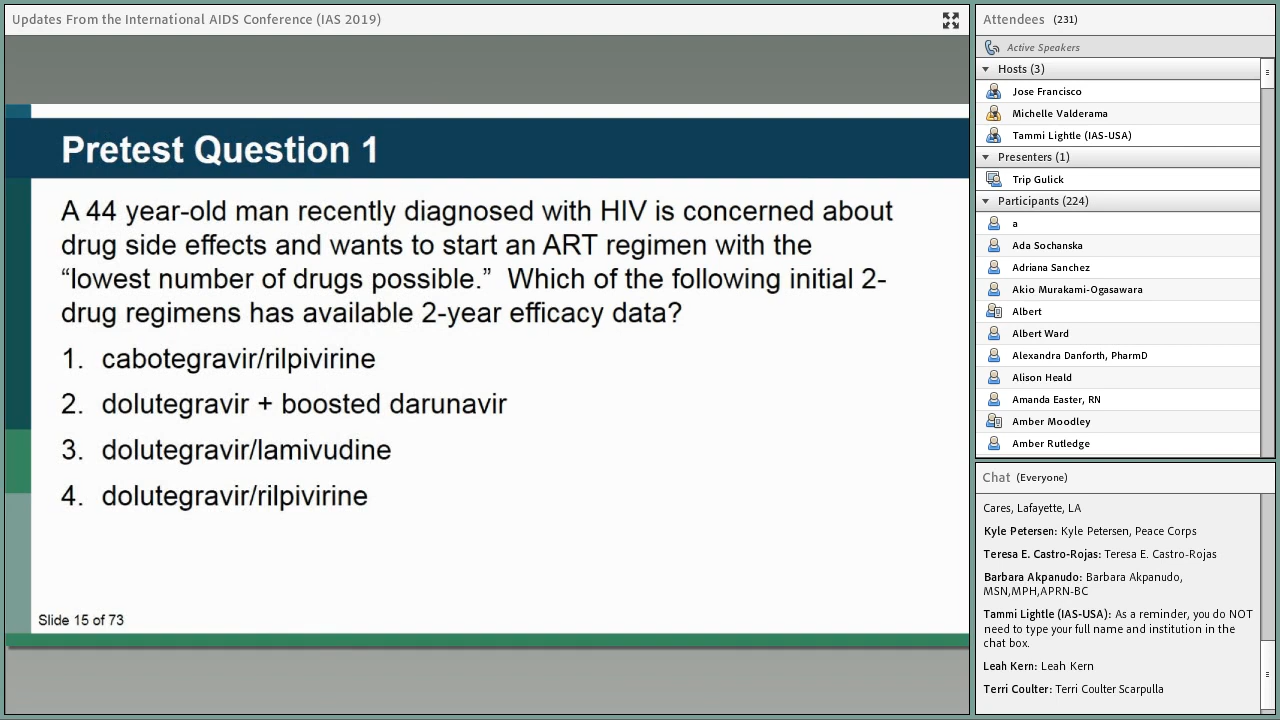 Updates From the International AIDS Conference (IAS 2019)
Pretest Question 1
A 44 year-old man recently diagnosed with HIV is concerned about
drug side effects and wants to start an ART regimen with the
“lowest number of drugs possible.”  Which of the following initial 2-
drug regimens has available 2-year efficacy data?
1. cabotegravir/rilpivirine
2. dolutegravir + boosted darunavir
3. dolutegravir/lamivudine
4. dolutegravir/rilpivirine
Slide 15 of 73
Attendees (231)
Active Speakers
Hosts (3)
Jose Francisco
Michelle Valderama
Tammi Lightle (IAS-USA)
Presenters (1)
Trip Gulick
Participants (224)
a
Ada Sochanska
Adriana Sanchez
Akio Murakami-Ogasawara
Albert
Albert Ward
Alexandra Danforth, PharmD
Alison Heald
Amanda Easter, RN
Amber Moodley
Amber Rutledge
Chat (Everyone)
Cares, Lafayette, LA
Kyle Petersen: Kyle Petersen, Peace Corps
Teresa E. Castro-Rojas: Teresa E. Castro-Rojas
Barbara Akpanudo: Barbara Akpanudo,
MSN,MPH,APRN-BC
Tammi Lightle (IAS-USA): As a reminder, you do NOT
need to type your full name and institution in the
chat box.
Leah Kern: Leah Kern
Terri Coulter: Terri Coulter Scarpulla